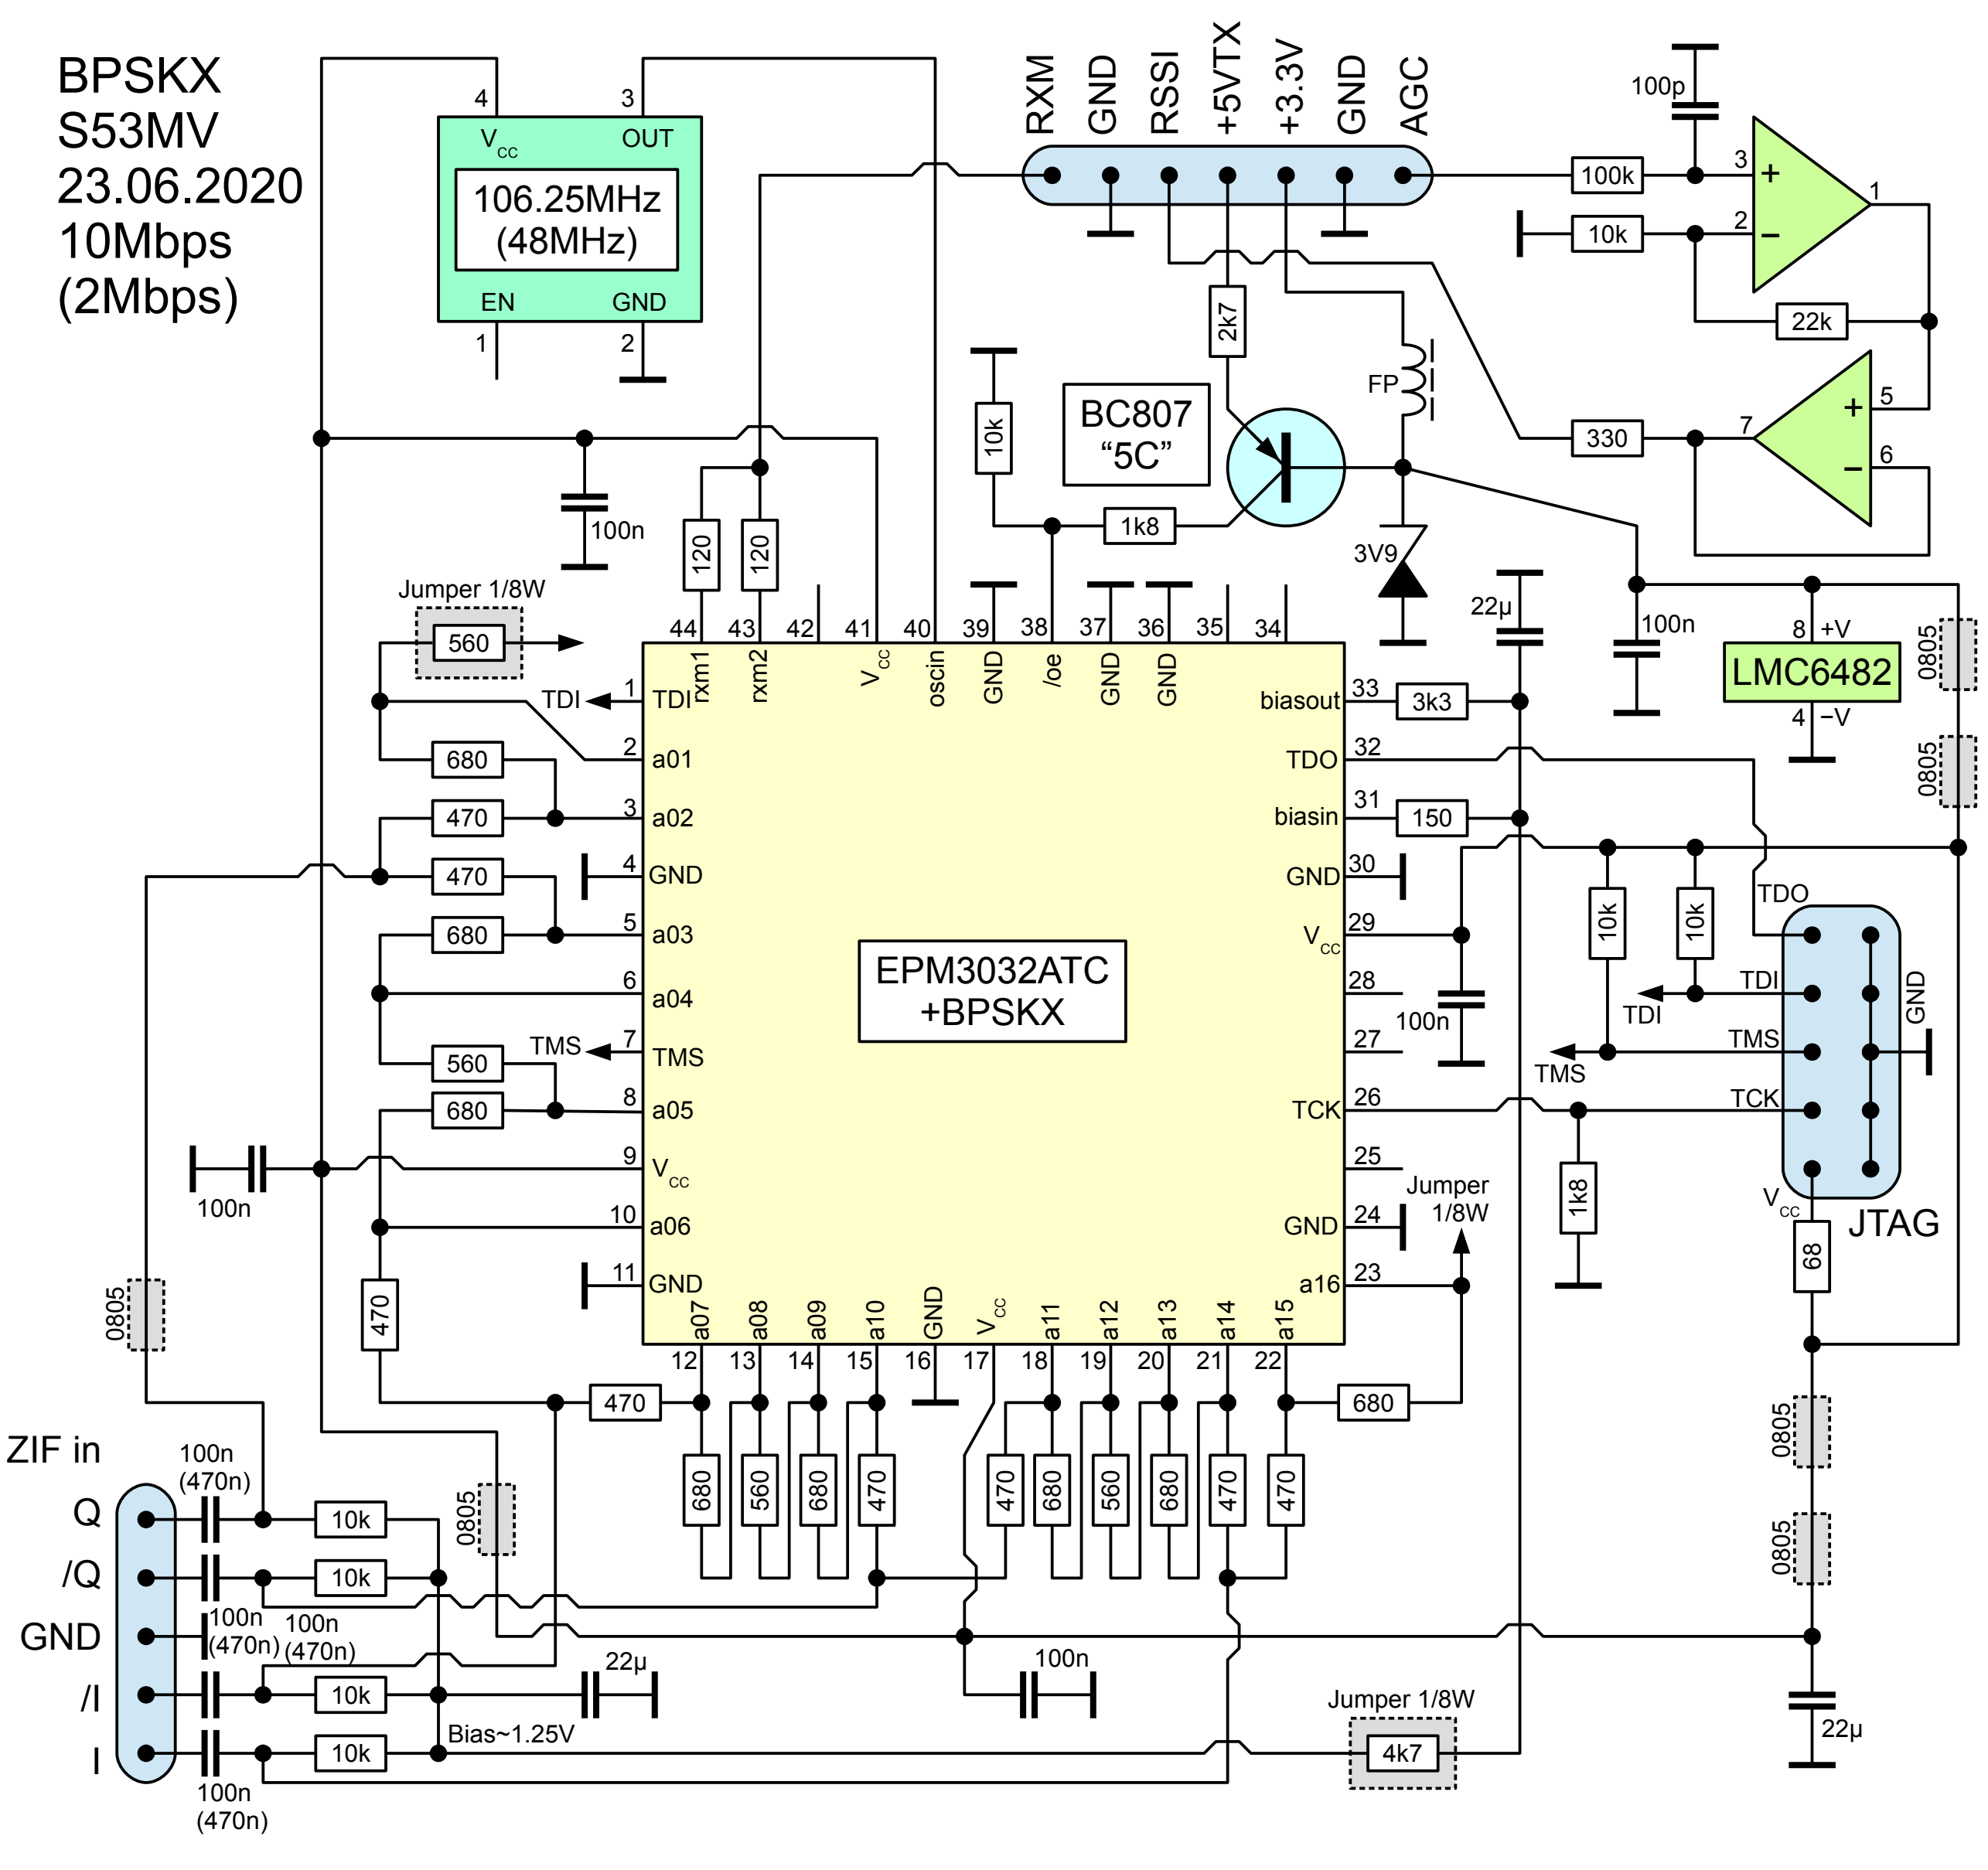 BPSKX
S53MV
23.06.2020
10Mbps
(2Mbps)
4
3
VCC
OUT
106.25MHz
(48MHz)
EN
GND
1
2
RXM
GND
RSSI
+5VTX
+3.3V
GND
AGC
100p
100k
3
+
1
10k
2
−
22k
2k7
FP
BC807
“5C”
10k
1k8
3V9
330
7
+
5
−
6
100n
120
120
Jumper 1/8W
560
22µ
100n
8
+V
LMC6482
4
−V
0805
0805
44
43
42
41
40
39
38
37
36
35
34
rxm1
rxm2
VCC
oscin
GND
/oe
GND
GND
TDI
1
TDI
2
a01
680
470
3
a02
470
4
GND
680
5
a03
6
a04
TMS
7
TMS
560
680
8
a05
9
VCC
100n
10
a06
11
GND
470
0805
EPM3032ATC
+BPSKX
biasout
33
3k3
TDO
32
biasin
31
150
GND
30
VCC
29
28
100n
27
TCK
26
25
Jumper
1/8W
GND
24
a16
23
10k
10k
TDO
TDI
TDI
TMS
TMS
TCK
GND
VCC
JTAG
1k8
68
a07
a08
a09
a10
GND
VCC
a11
a12
a13
a14
a15
12
13
14
15
16
17
18
19
20
21
22
470
680
680
560
680
470
470
680
560
680
470
470
0805
0805
ZIF in
100n
(470n)
Q
10k
0805
/Q
10k
GND
100n
(470n)
100n
(470n)
/I
10k
22µ
100n
I
10k
Bias~1.25V
100n
(470n)
Jumper 1/8W
4k7
22µ